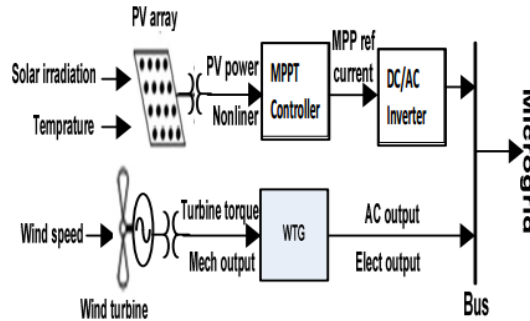 PV array
Solar irradiation
Temprature
PV power
Nonliner
MPPT
Controller
MPP ref
current
DC/AC
Inverter
Microgrid
Wind speed
Wind turbine
Turbine torque
Mech output
WTG
AC output
Elect output
Bus